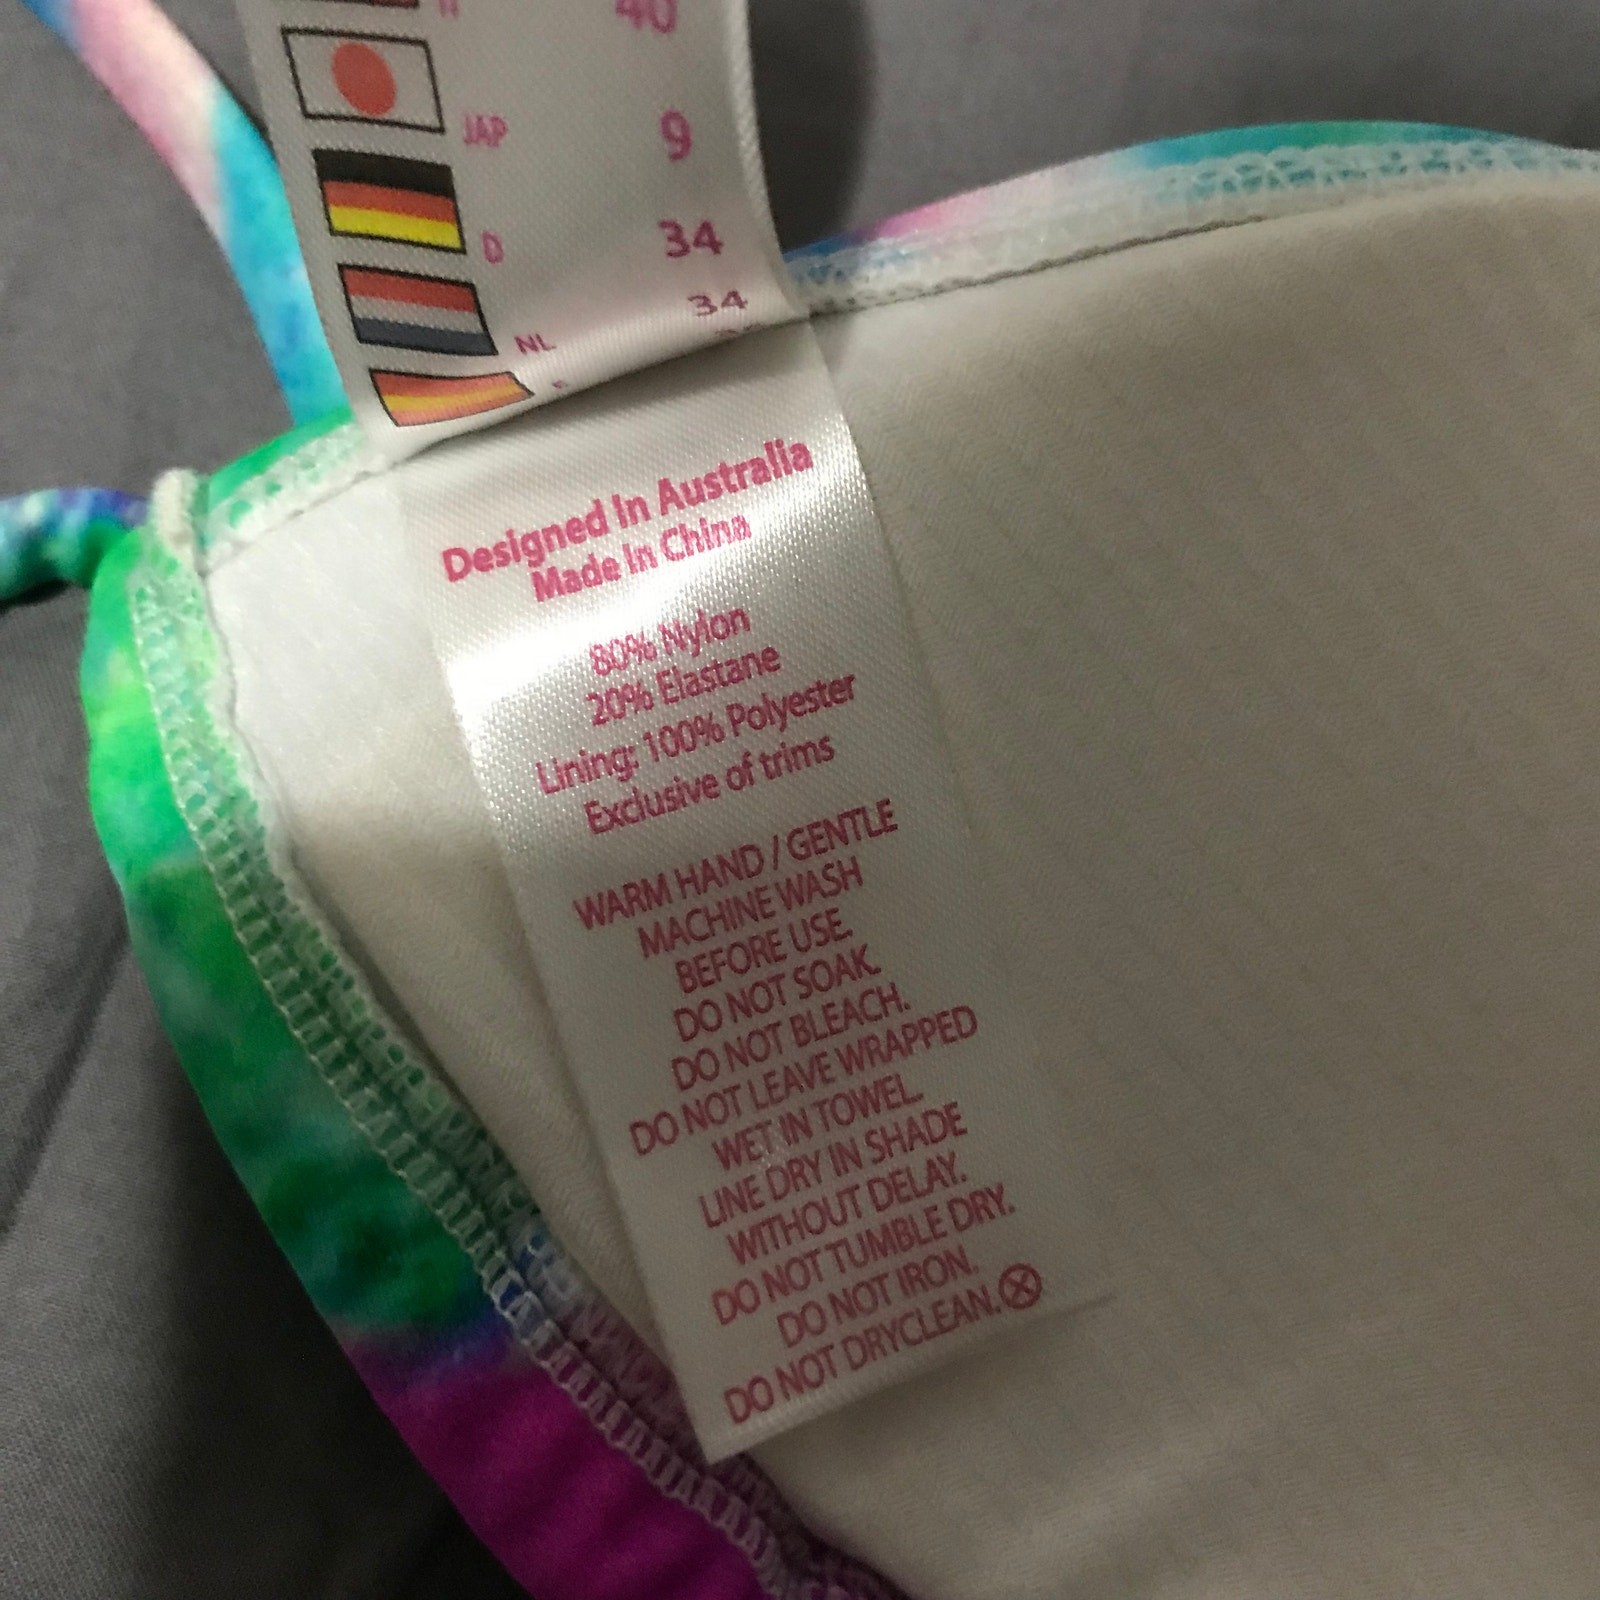 IT 40
JAP 9
D 34
NL 34
E
Designed In Australia
Made In China
80% Nylon
20% Elastane
Lining: 100% Polyester
Exclusive of trims
WARM HAND / GENTLE
MACHINE WASH
BEFORE USE.
DO NOT SOAK.
DO NOT BLEACH.
DO NOT LEAVE WRAPPED
WET IN TOWEL.
LINE DRY IN SHADE
WITHOUT DELAY.
DO NOT TUMBLE DRY.
DO NOT IRON.
DO NOT DRYCLEAN.